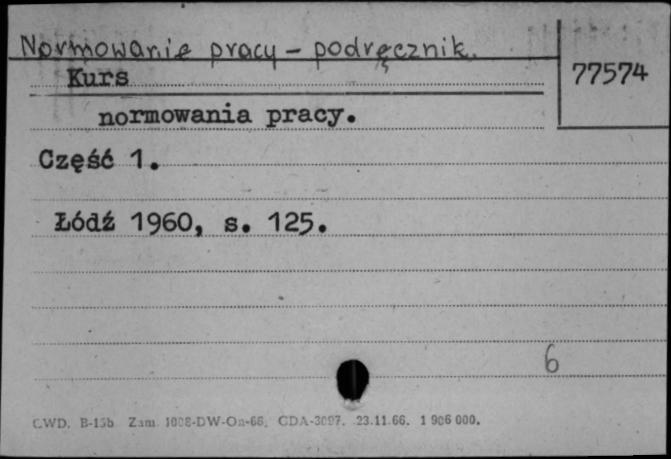 Normowanie pracy - podręcznik.
Kurs
77574
normowania pracy.
Część 1.
Łódź 1960, s. 125.
6
CWD. B-15b Zam. 1008-DW-On-66. CDA-3097. 23.11.66. 1 906 000.